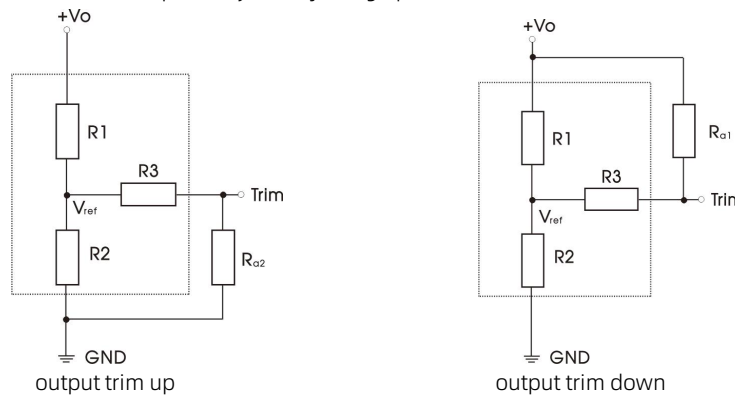 +Vo
R1
R3
Trim
Vref
R2
Ra2
GND
output trim up
+Vo
R1
Ra1
R3
Vref
R2
GND
output trim down